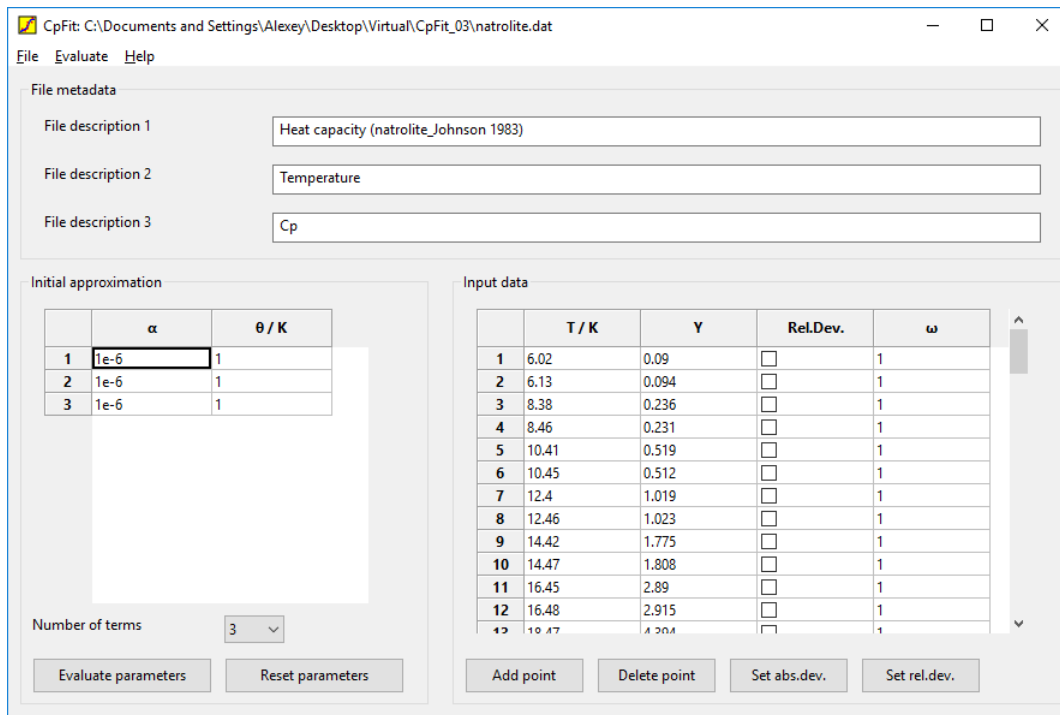 CpFit: C:\Documents and Settings\Alexey\Desktop\Virtual\CpFit_03\natrolite.dat
File Evaluate Help
File metadata
File description 1 Heat capacity (natrolite_Johnson 1983)
File description 2 Temperature
File description 3 Cp
Initial approximation
α θ / K
1 1e-6 1
2 1e-6 1
3 1e-6 1
Number of terms 3
Evaluate parameters Reset parameters
Input data
T / K Y Rel.Dev. ω
1 6.02 0.09 1
2 6.13 0.094 1
3 8.38 0.236 1
4 8.46 0.231 1
5 10.41 0.519 1
6 10.45 0.512 1
7 12.4 1.019 1
8 12.46 1.023 1
9 14.42 1.775 1
10 14.47 1.808 1
11 16.45 2.89 1
12 16.48 2.915 1
13 18.47 4.394 1
Add point Delete point Set abs.dev. Set rel.dev.